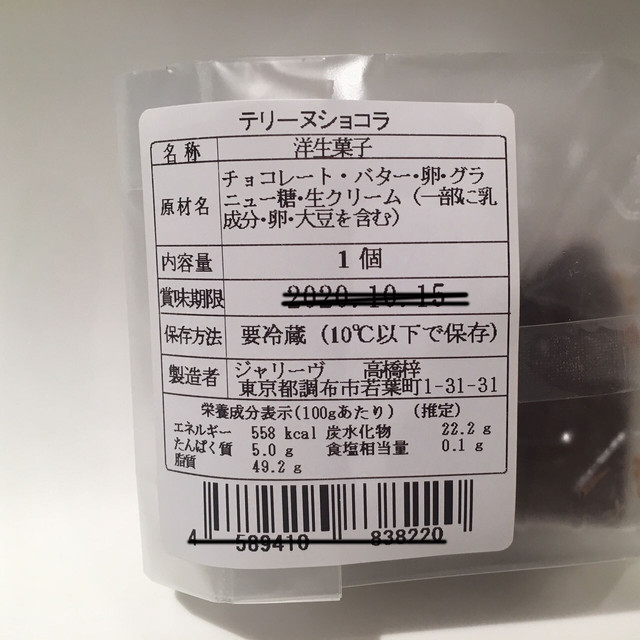 テリーヌショコラ
名称 洋生菓子
原材名 チョコレート・バター・卵・グラ
ニュー糖・生クリーム（一部に乳
成分・卵・大豆を含む）
内容量 1個
賞味期限 2020.10.15
保存方法 要冷蔵（10℃以下で保存）
製造者 ジャリーヴ 高橋梓
東京都調布市若葉町1-31-31
栄養成分表示（100gあたり）（推定）
エネルギー 558 kcal 炭水化物 22.2 g
たんぱく質 5.0 g 食塩相当量 0.1 g
脂質 49.2 g
4 589410 838220